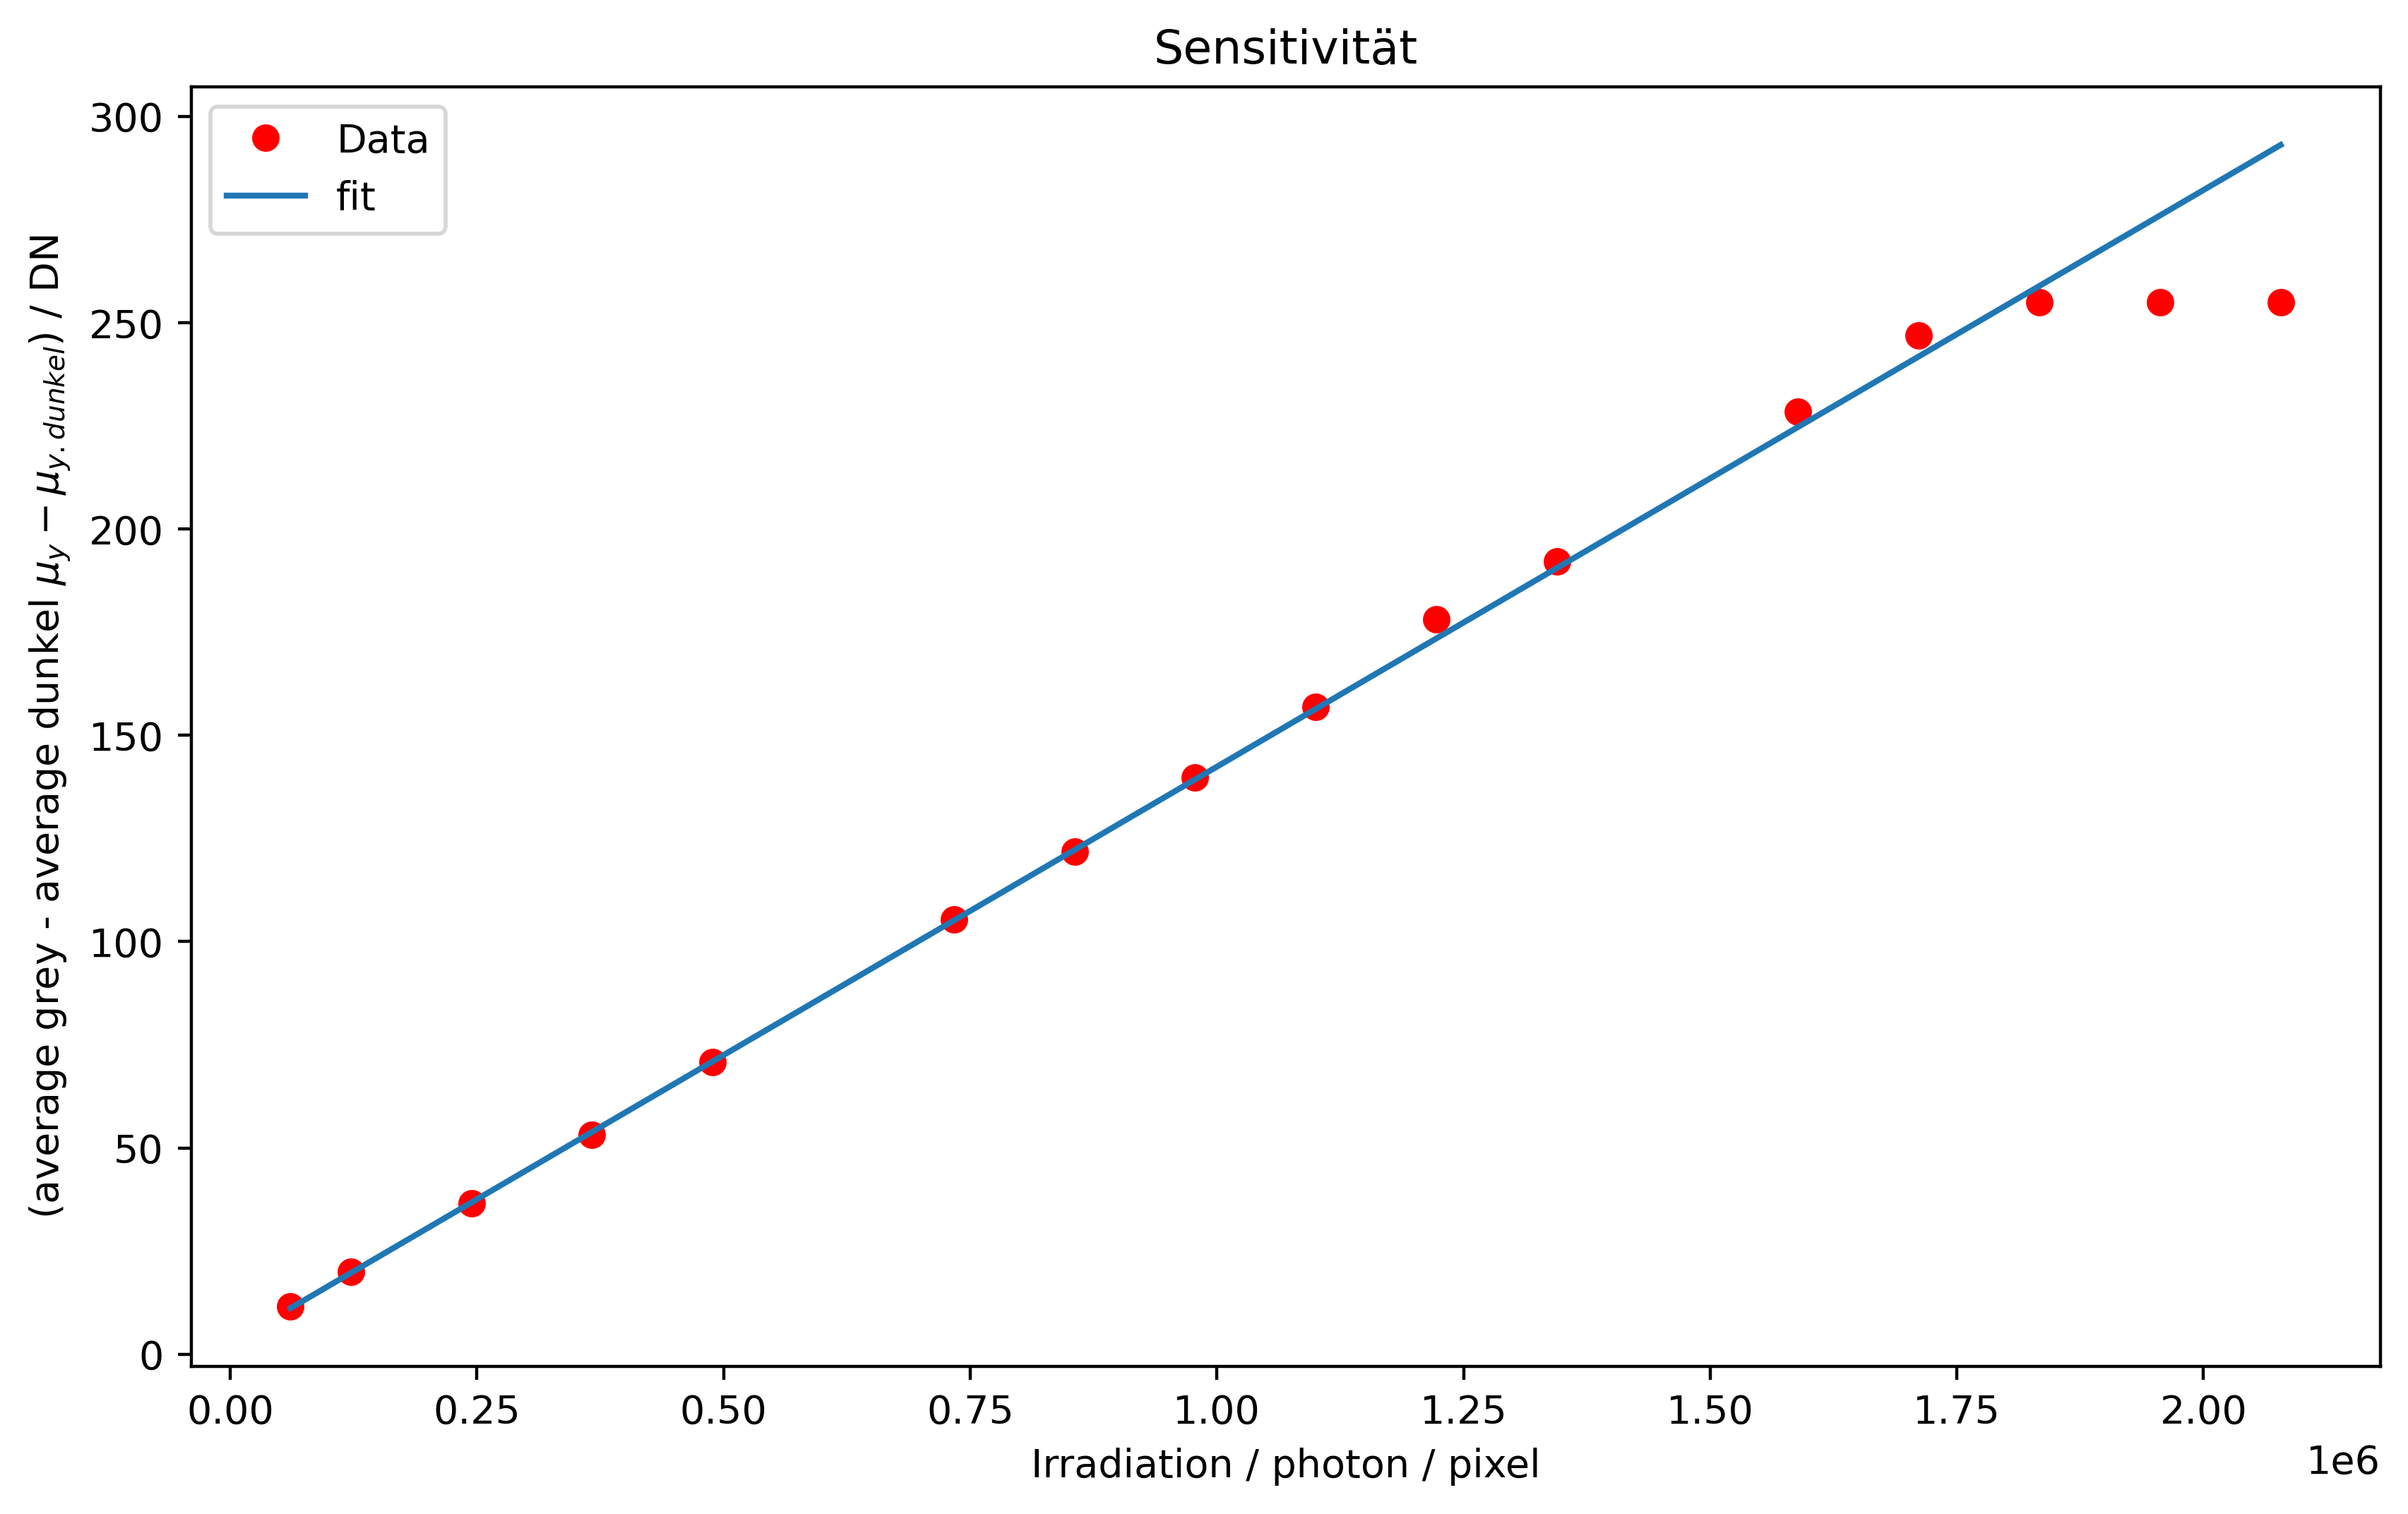 Sensitivität
Data
fit
(average grey - average dunkel μy − μy.dunkel) / DN
300
250
200
150
100
50
0
0.00 0.25 0.50 0.75 1.00 1.25 1.50 1.75 2.00
1e6
Irradiation / photon / pixel